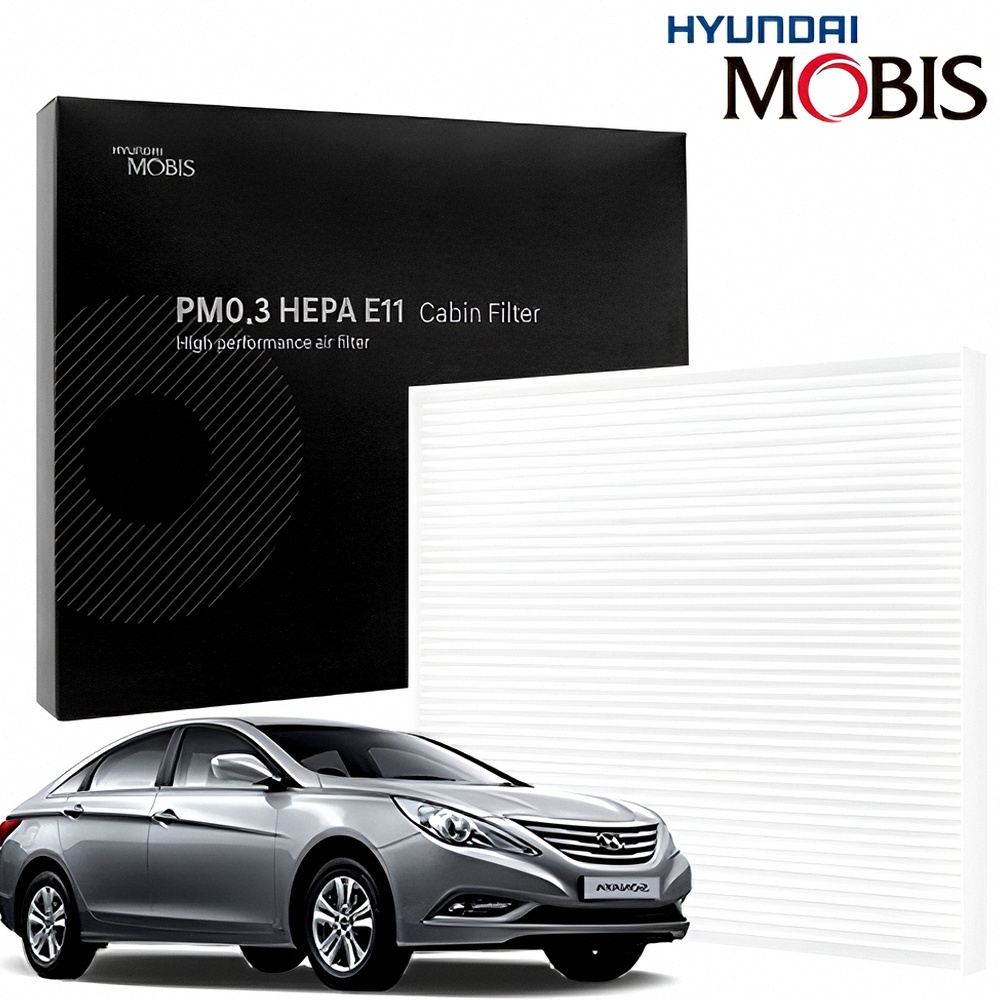 HYUNDAI
MOBIS
HYUNDAI
MOBIS
PM0.3 HEPA E11 Cabin Filter
High performance air filter